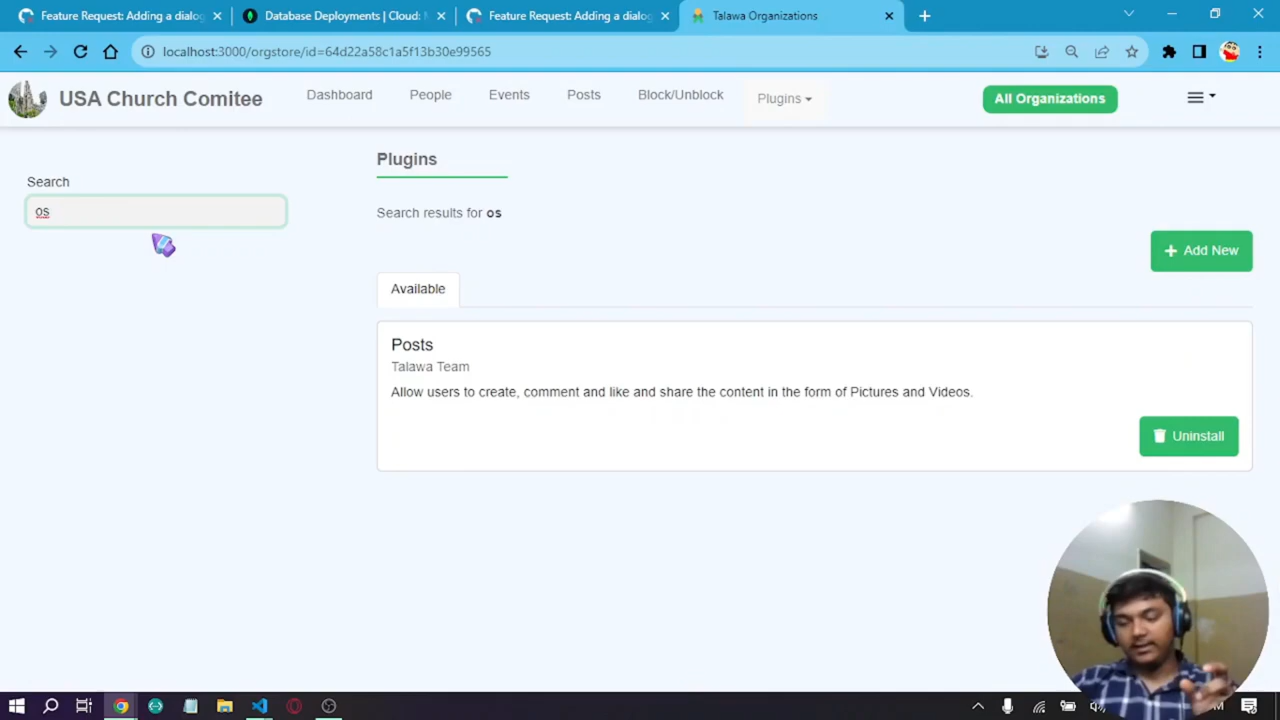 Feature Request: Adding a dialog
Database Deployments | Cloud: M
Feature Request: Adding a dialog
Talawa Organizations
localhost:3000/orgstore/id=64d22a58c1a5f13b30e99565
USA Church Comitee
Dashboard
People
Events
Posts
Block/Unblock
Plugins
All Organizations
Search
os
Plugins
Search results for os
+ Add New
Available
Posts
Talawa Team
Allow users to create, comment and like and share the content in the form of Pictures and Videos.
Uninstall